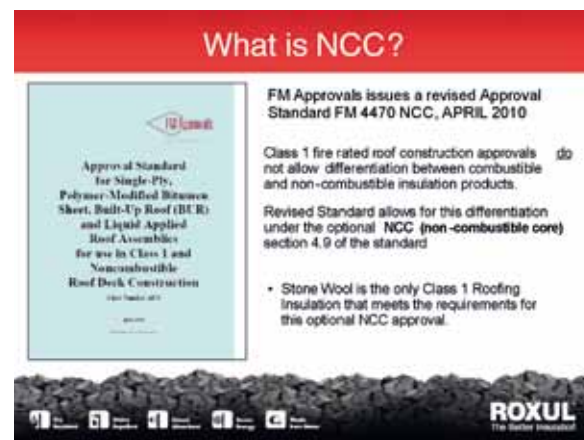 What is NCC?
FM Approvals
Approval Standard
for Single-Ply,
Polymer-Modified Bitumen
Sheet, Built-Up Roof (BUR)
and Liquid Applied
Roof Assemblies
for use in Class 1 and
Noncombustible
Roof Deck Construction
FM Approvals issues a revised Approval
Standard FM 4470 NCC, APRIL 2010
Class 1 fire rated roof construction approvals do
not allow differentiation between combustible
and non-combustible insulation products.
Revised Standard allows for this differentiation
under the optional NCC (non-combustible core)
section 4.9 of the standard
• Stone Wool is the only Class 1 Roofing
Insulation that meets the requirements for
this optional NCC approval.
ROXUL
The Better Insulation